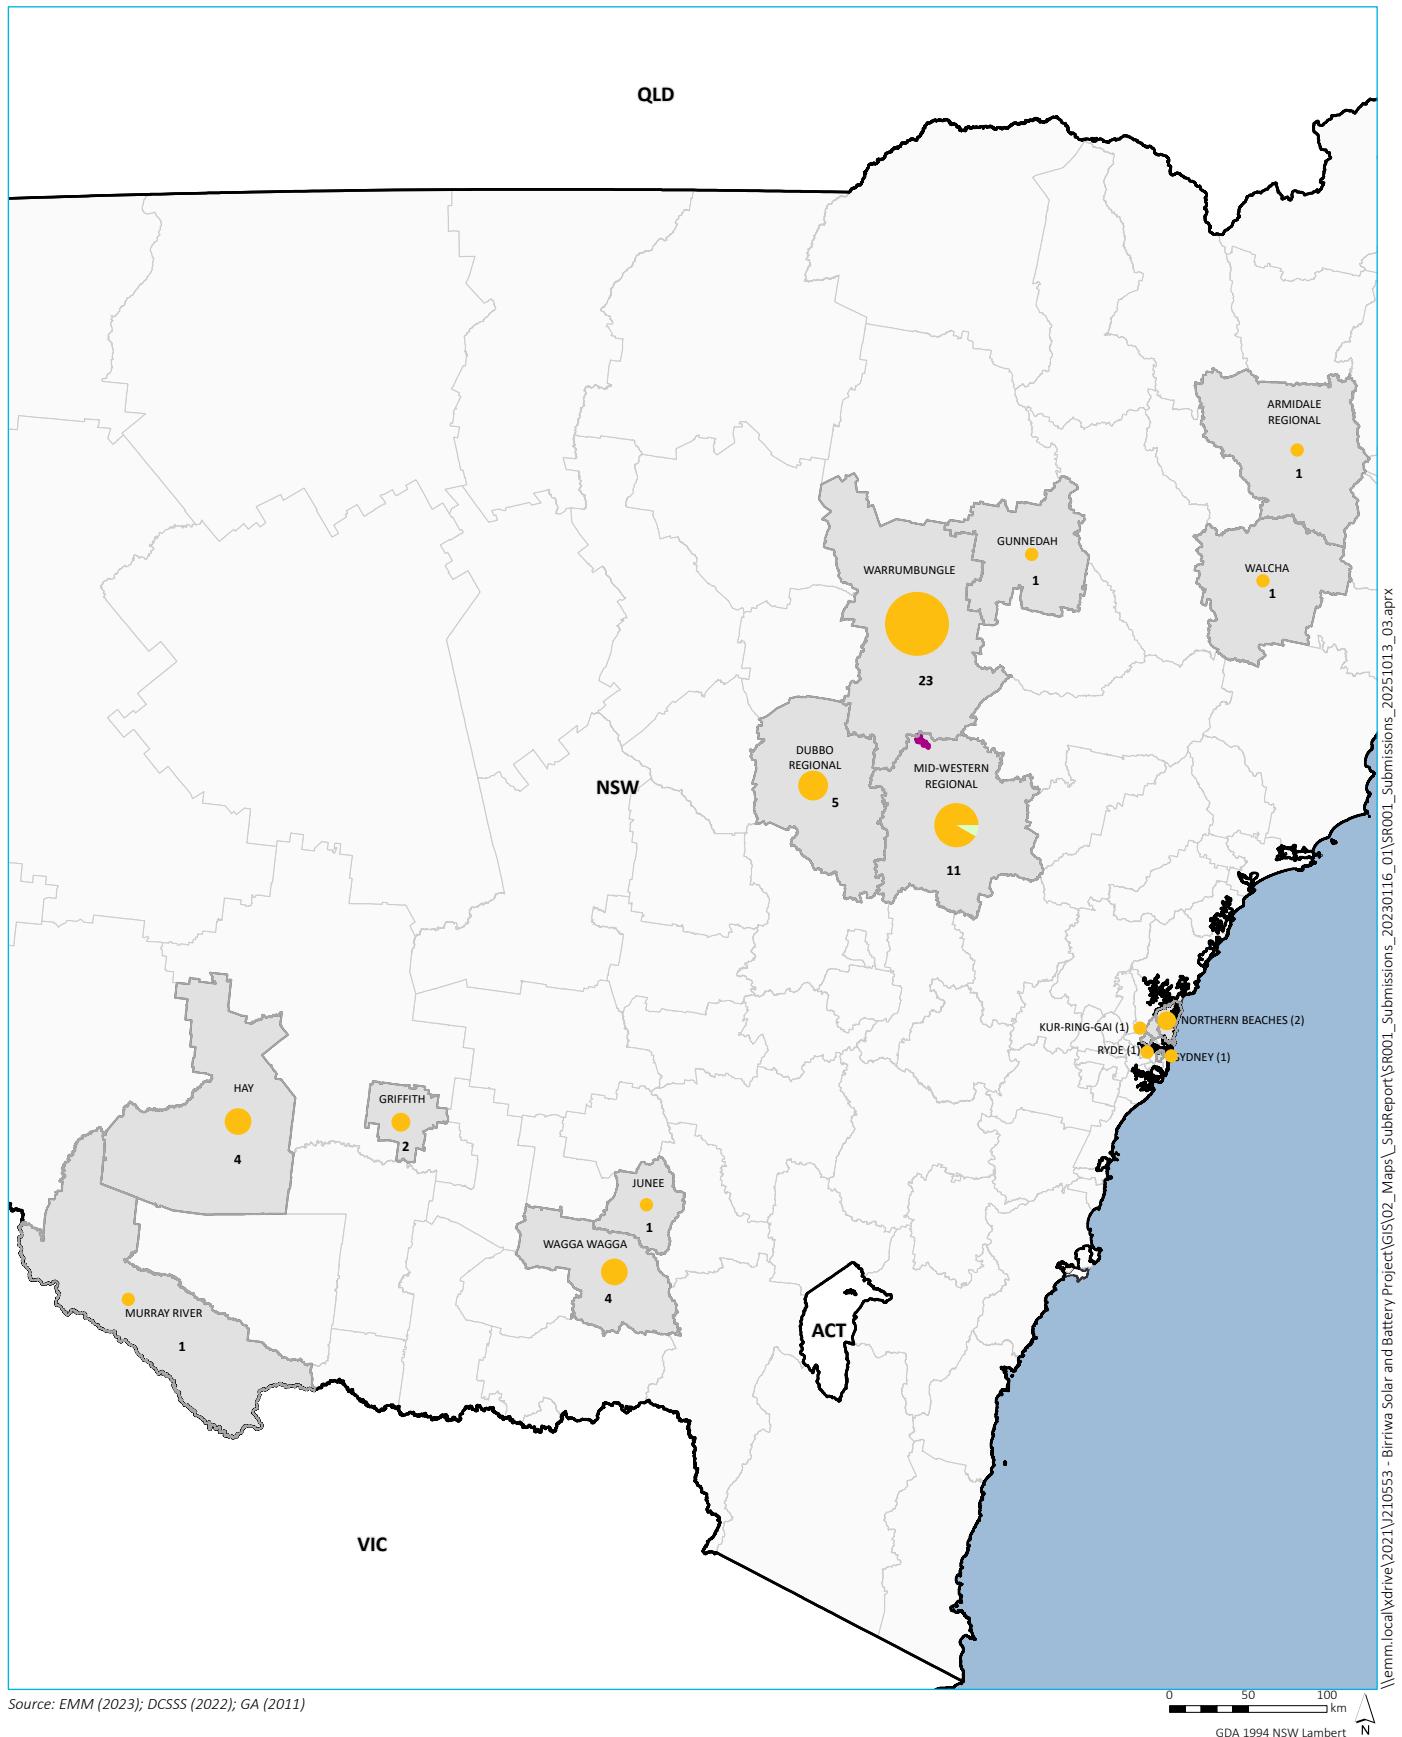 QLD
ARMIDALE
REGIONAL
1
GUNNEDAH
1
WARRUMBUNGLE
23
WALCHA
1
DUBBO
REGIONAL
5
MID-WESTERN
REGIONAL
11
NSW
KUR-RING-GAI (1)
NORTHERN BEACHES (2)
RYDE (1)
SYDNEY (1)
HAY
4
GRIFFITH
2
JUNEE
1
WAGGA WAGGA
4
MURRAY RIVER
1
ACT
VIC
\\emm.local\xdrive\2021\J210553 - Birriwa Solar and Battery Project\GIS\02_Maps\_SubReport\SR001_Submissions_20230116_01\SR001_Submissions_20251013_03.aprx
Source: EMM (2023); DCSSS (2022); GA (2011)
0 50 100
km
GDA 1994 NSW Lambert
N